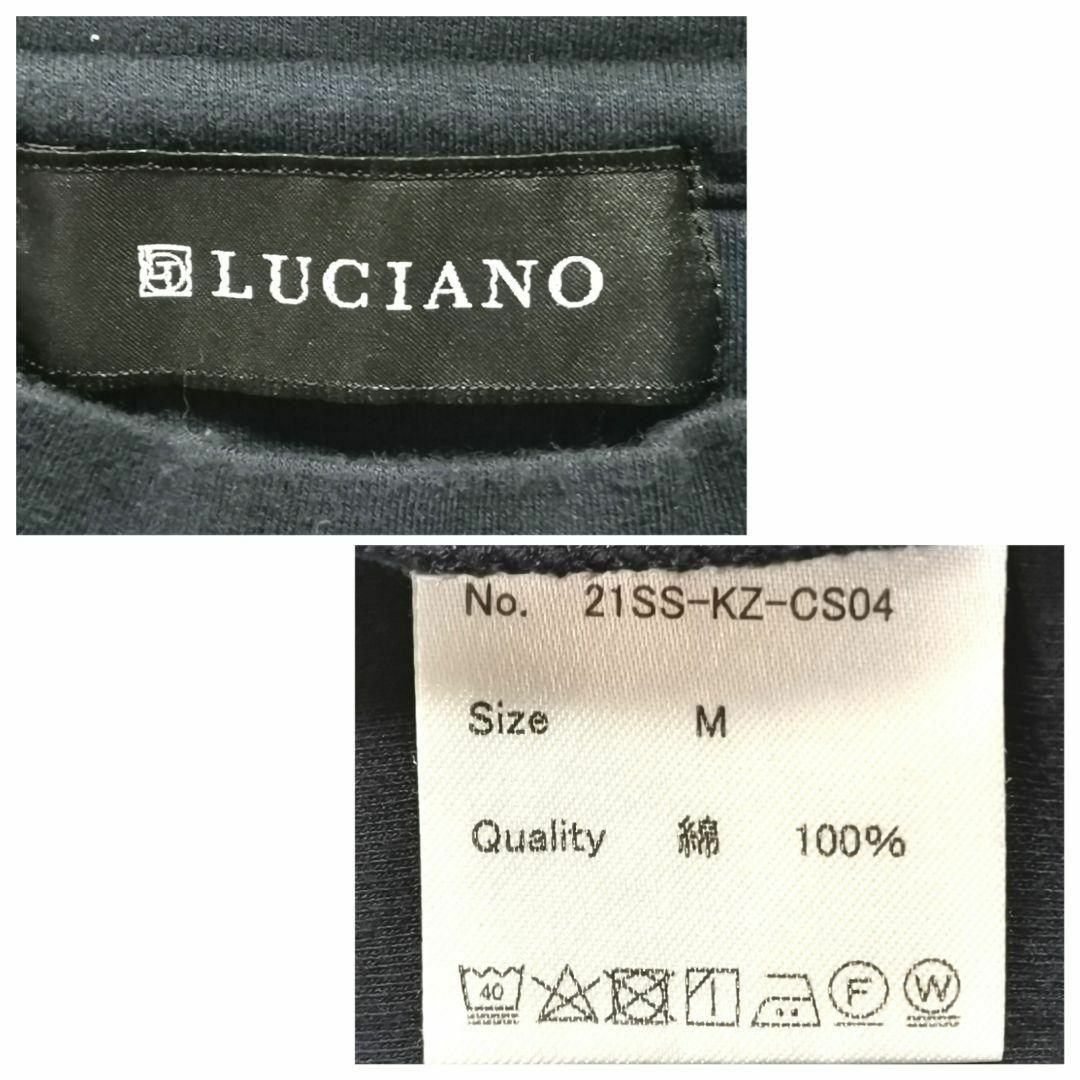 LUCIANO
No. 21SS-KZ-CS04
Size M
Quality 綿 100%
40 F W